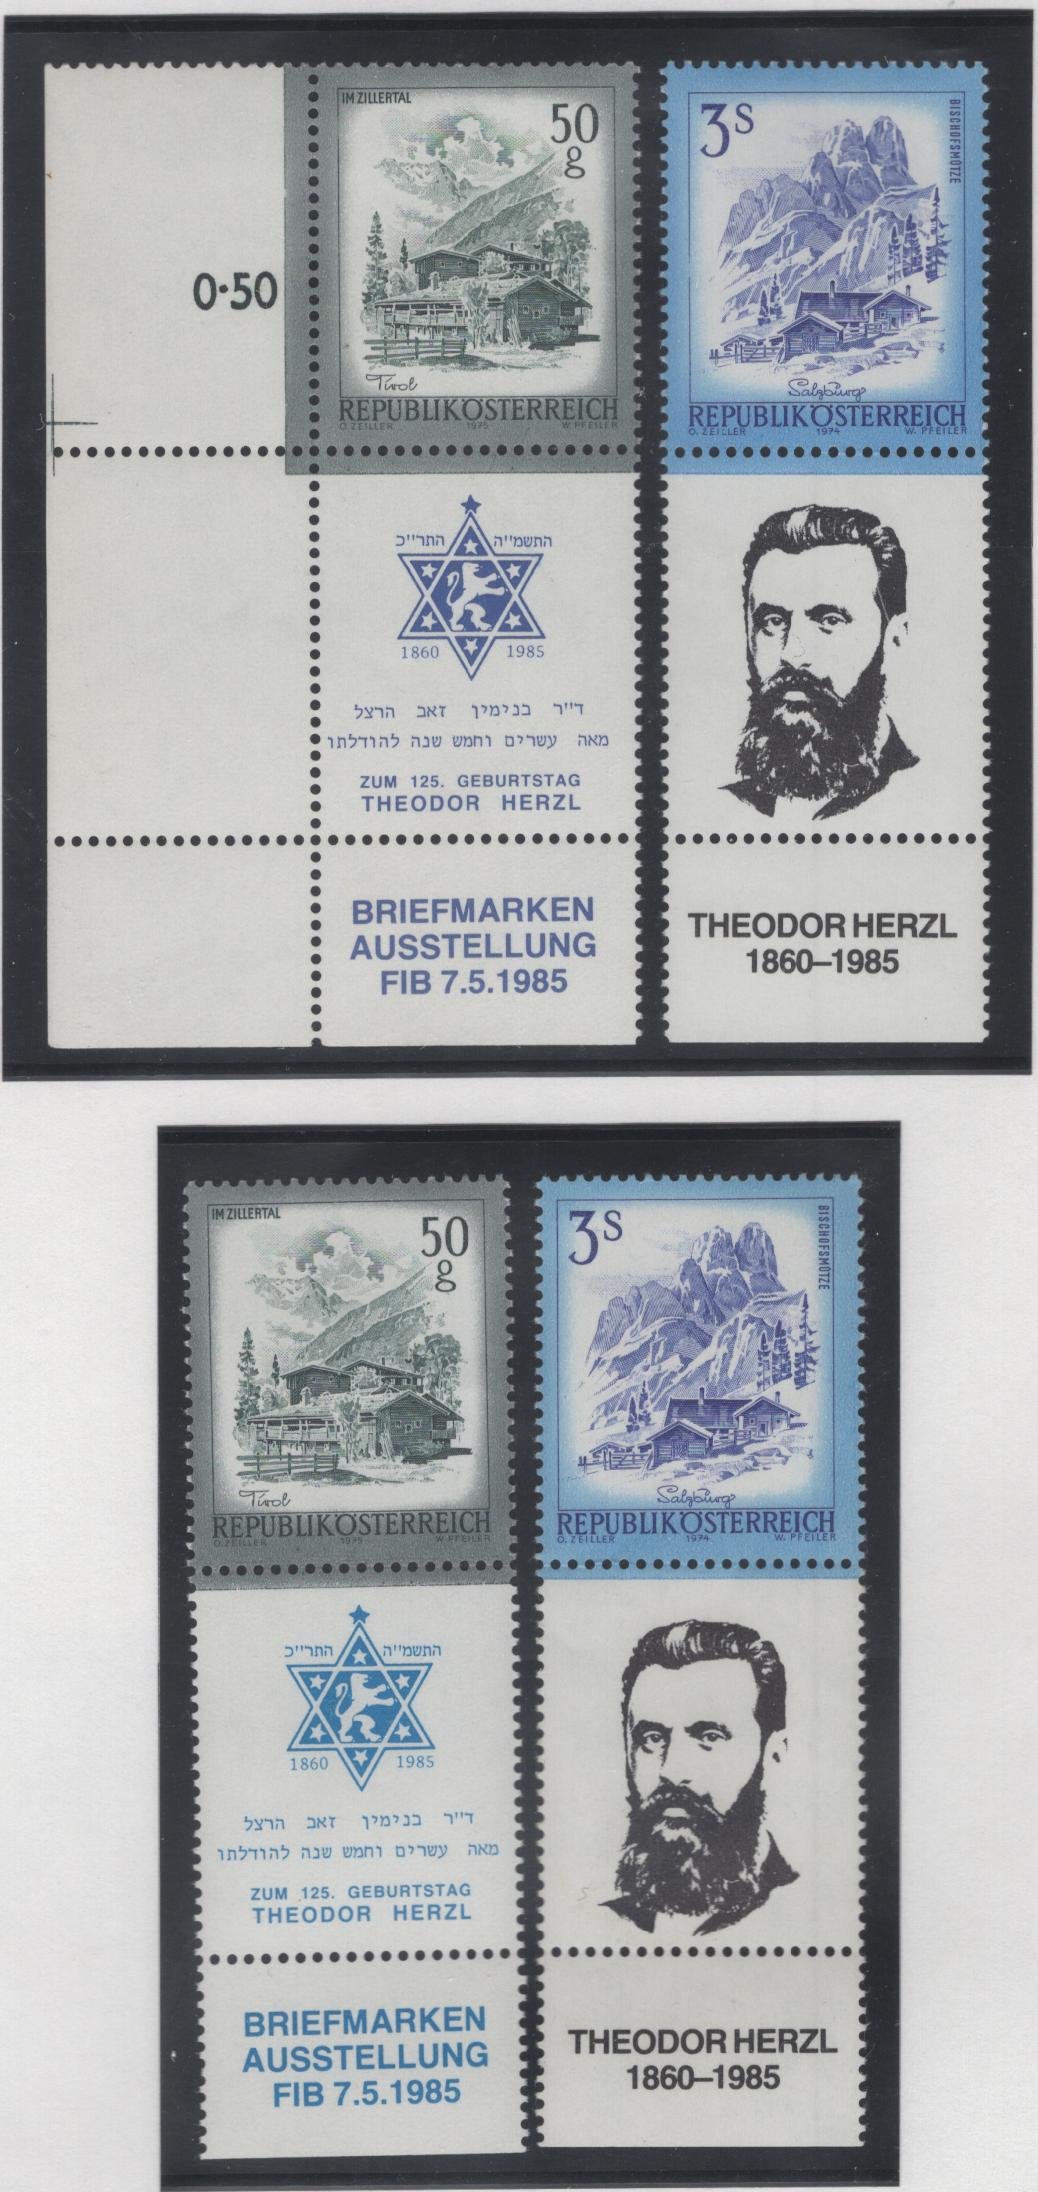 IM ZILLERTAL
50
g
0·50
Tirol
REPUBLIK ÖSTERREICH
O. ZEILLER 1975 W. PFEILER
3S
BISCHOFSMÜTZE
Salzburg
REPUBLIK ÖSTERREICH
O. ZEILLER 1974 W. PFEILER
התשמ''ה התר''כ
1860 1985
ד''ר בנימין זאב הרצל
מאה עשרים וחמש שנה להודלתו
ZUM 125. GEBURTSTAG
THEODOR HERZL
BRIEFMARKEN
AUSSTELLUNG
FIB 7.5.1985
THEODOR HERZL
1860–1985
IM ZILLERTAL
50
g
Tirol
REPUBLIK ÖSTERREICH
O. ZEILLER 1975 W. PFEILER
3S
BISCHOFSMÜTZE
Salzburg
REPUBLIK ÖSTERREICH
O. ZEILLER 1974 W. PFEILER
התשמ''ה התר''כ
1860 1985
ד''ר בנימין זאב הרצל
מאה עשרים וחמש שנה להודלתו
ZUM 125. GEBURTSTAG
THEODOR HERZL
BRIEFMARKEN
AUSSTELLUNG
FIB 7.5.1985
THEODOR HERZL
1860–1985